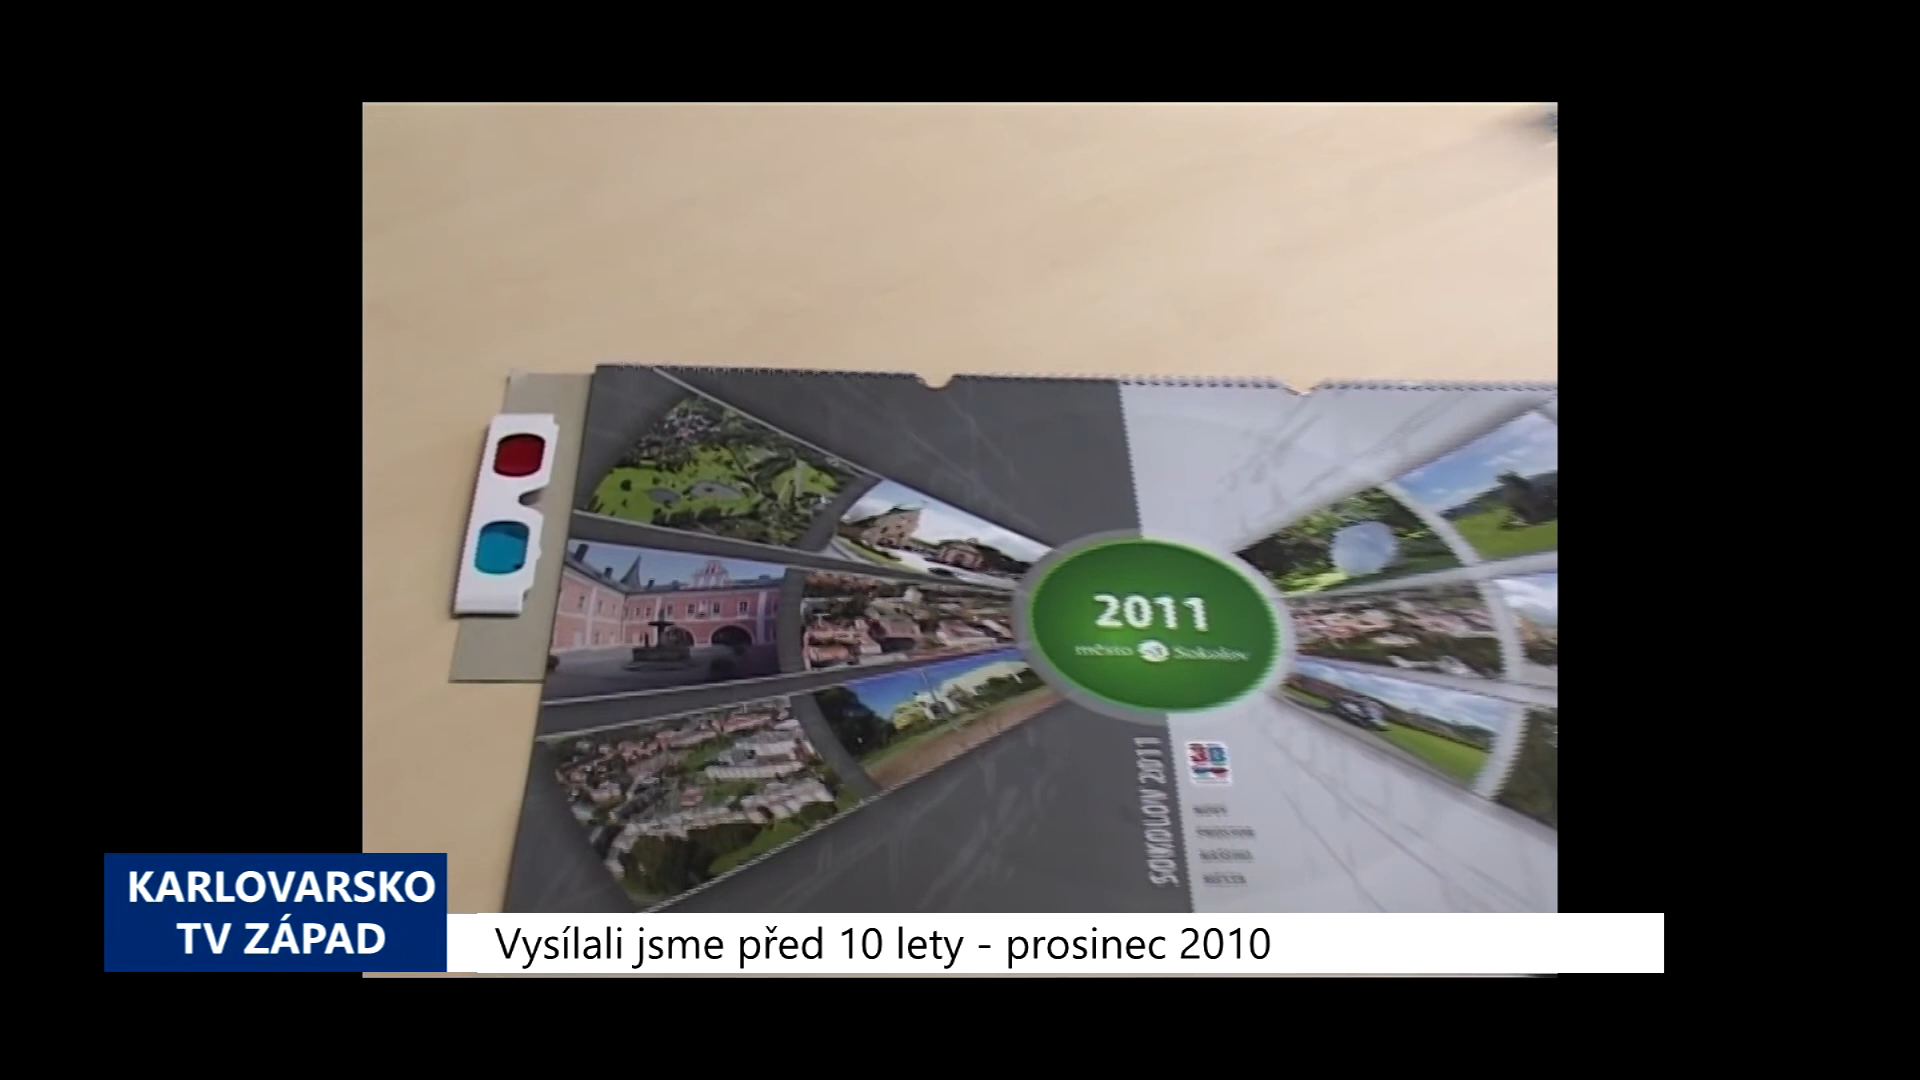 2011
město Sokolov
SOKOLOV 2011
3D
KARLOVARSKO
TV ZÁPAD
Vysílali jsme před 10 lety - prosinec 2010